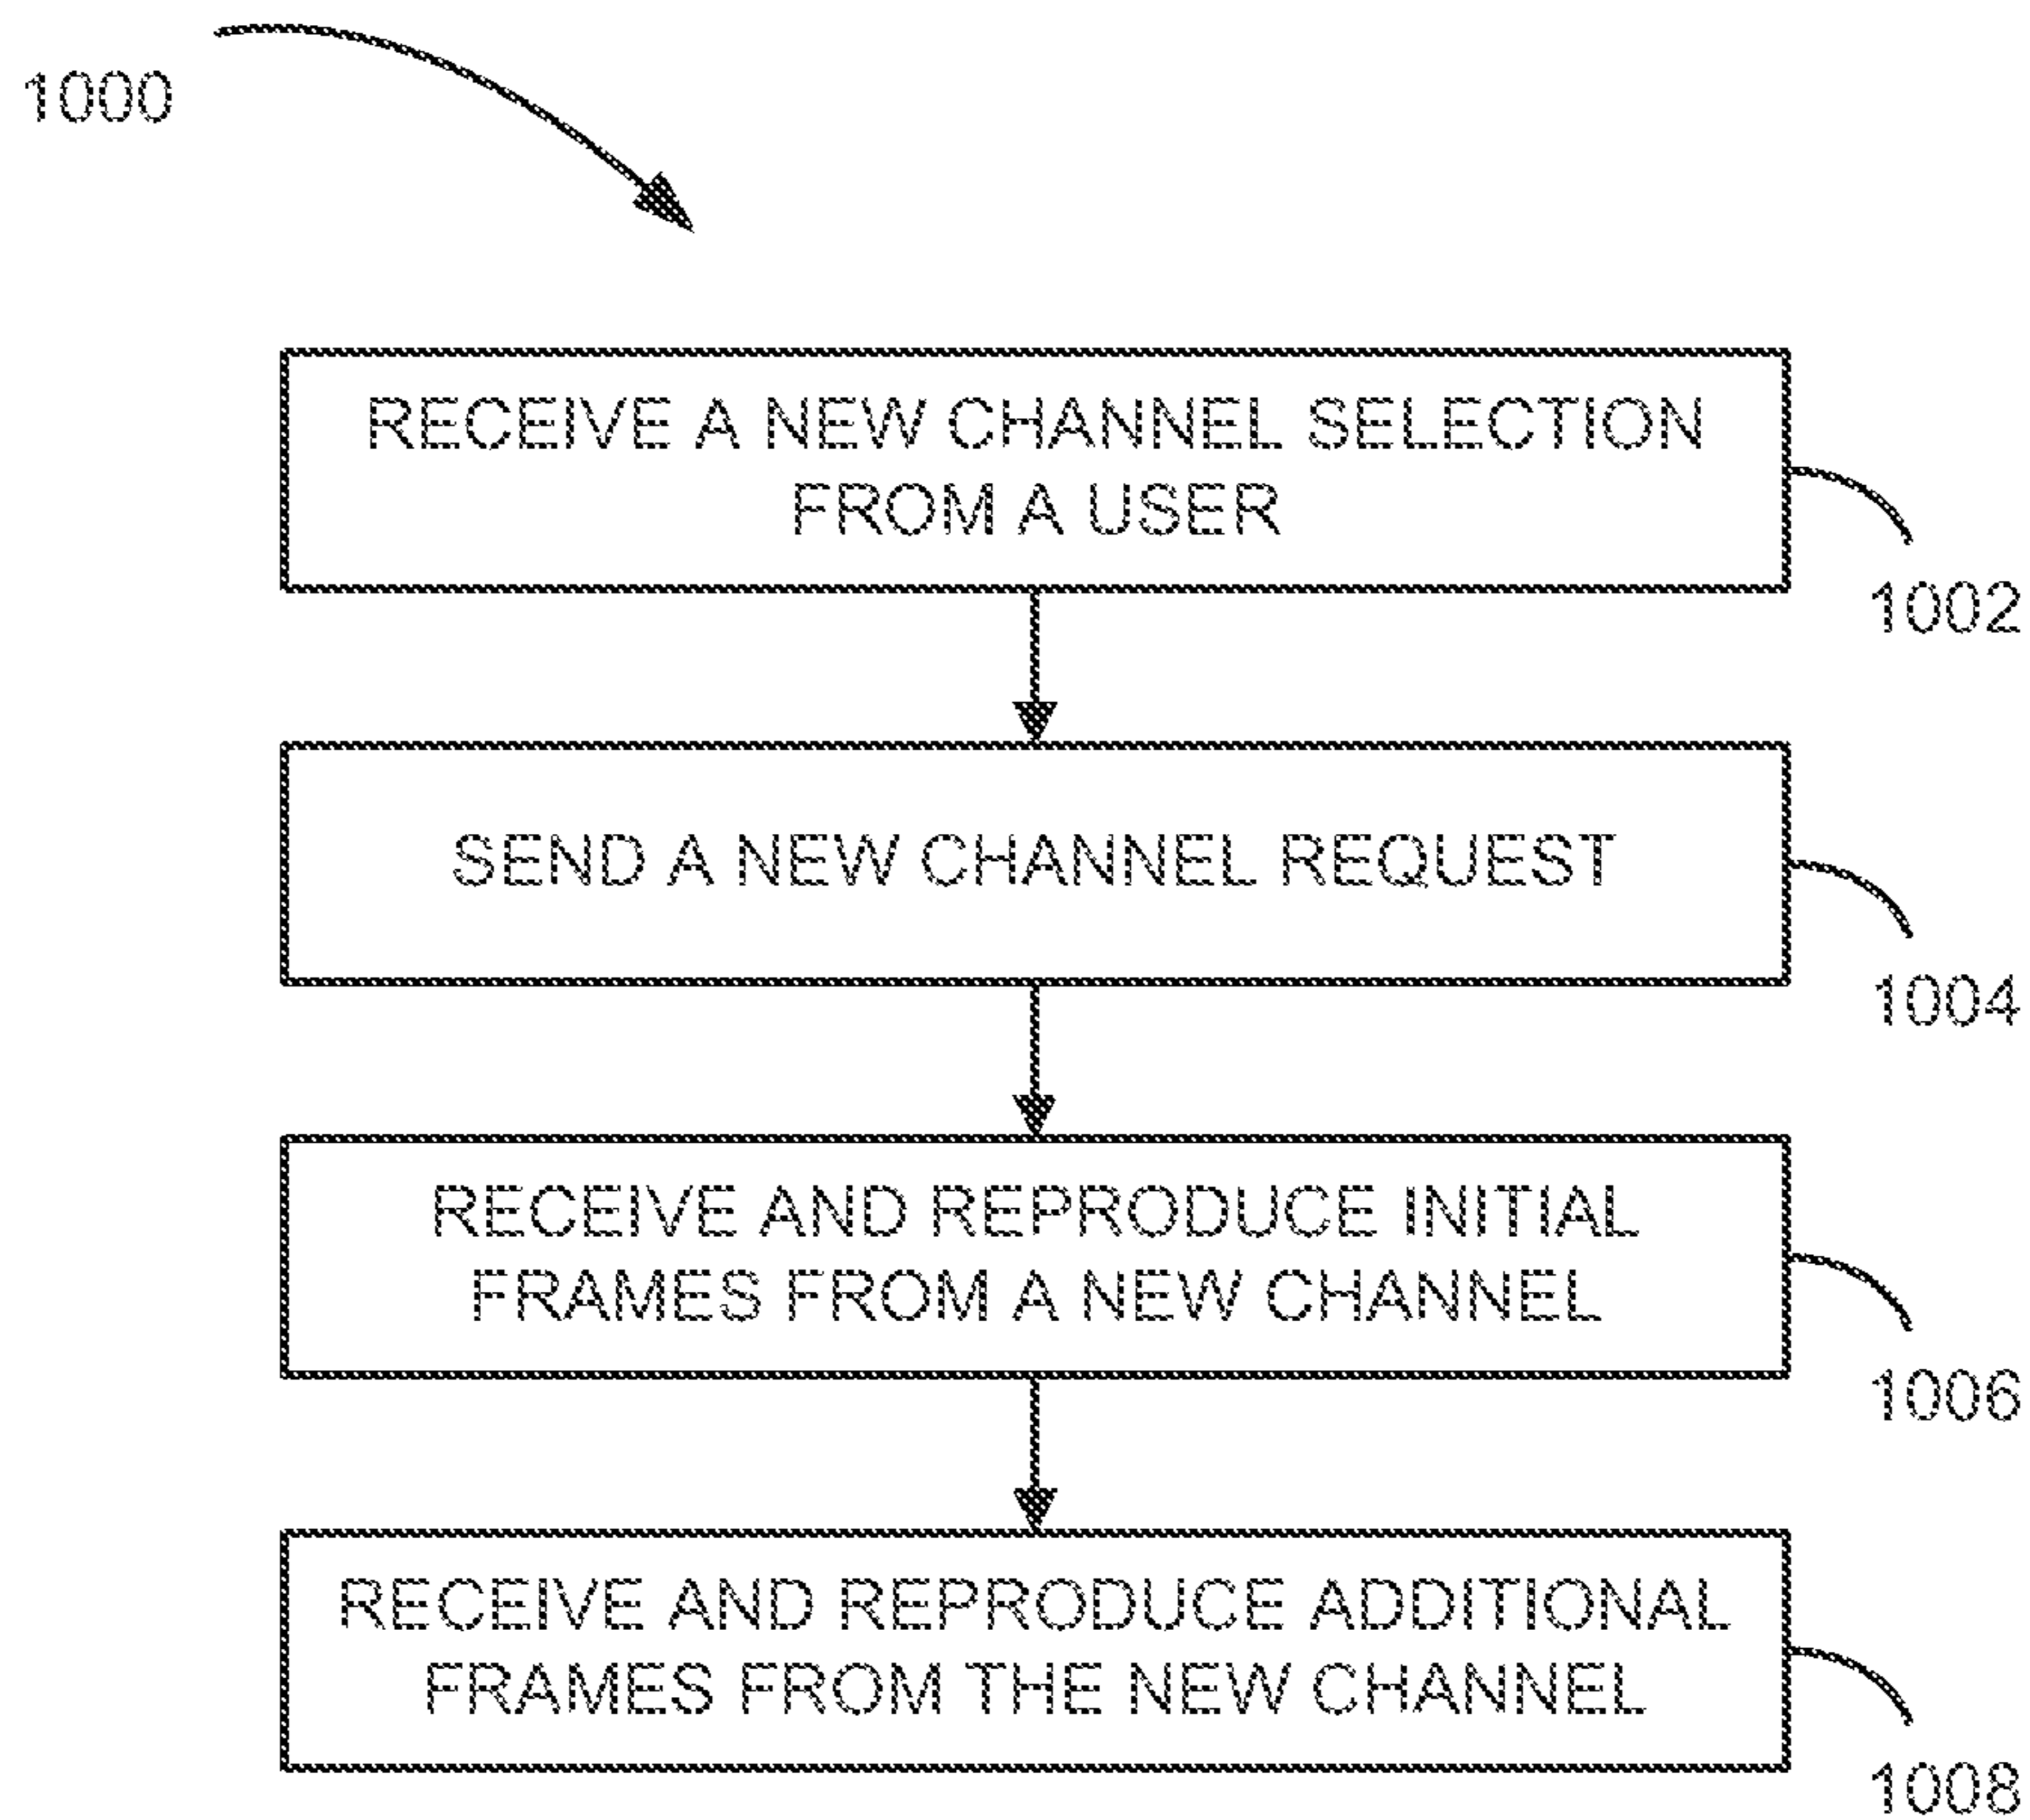 1000
RECEIVE A NEW CHANNEL SELECTION
FROM A USER
1002
SEND A NEW CHANNEL REQUEST
1004
RECEIVE AND REPRODUCE INITIAL
FRAMES FROM A NEW CHANNEL
1006
RECEIVE AND REPRODUCE ADDITIONAL
FRAMES FROM THE NEW CHANNEL
1008